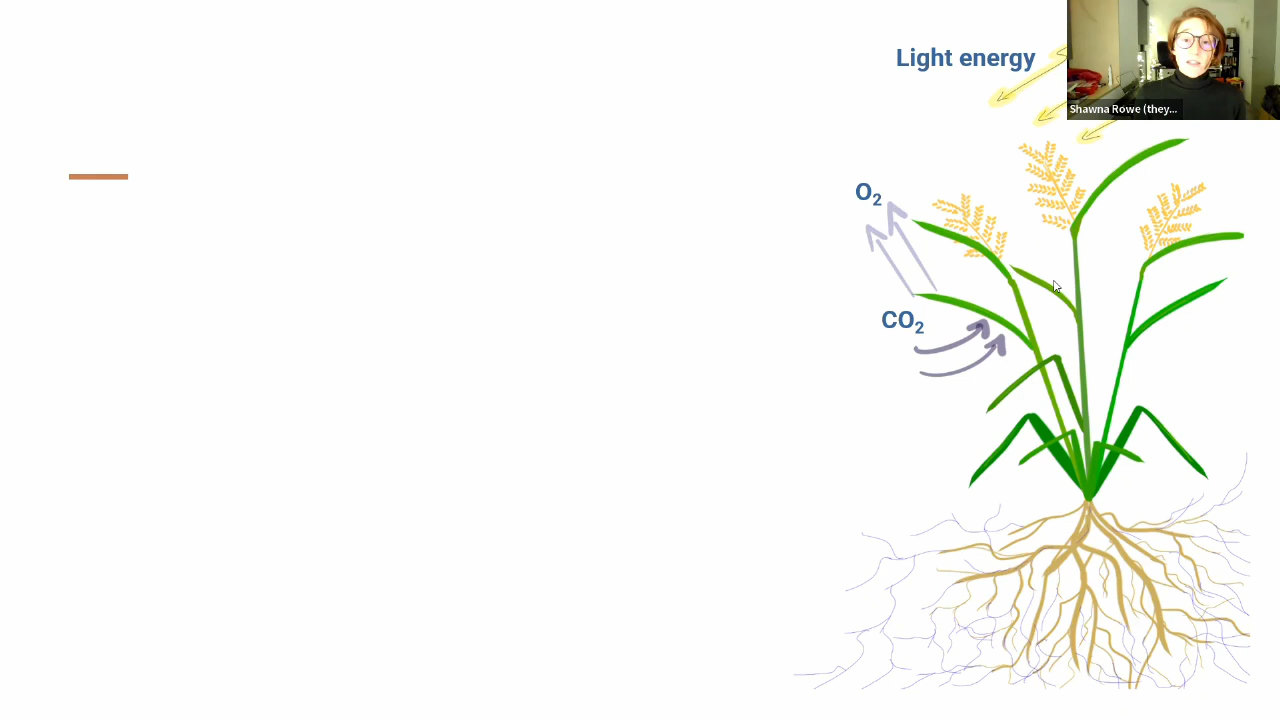 Light energy
Shawna Rowe (they...
O₂
CO₂